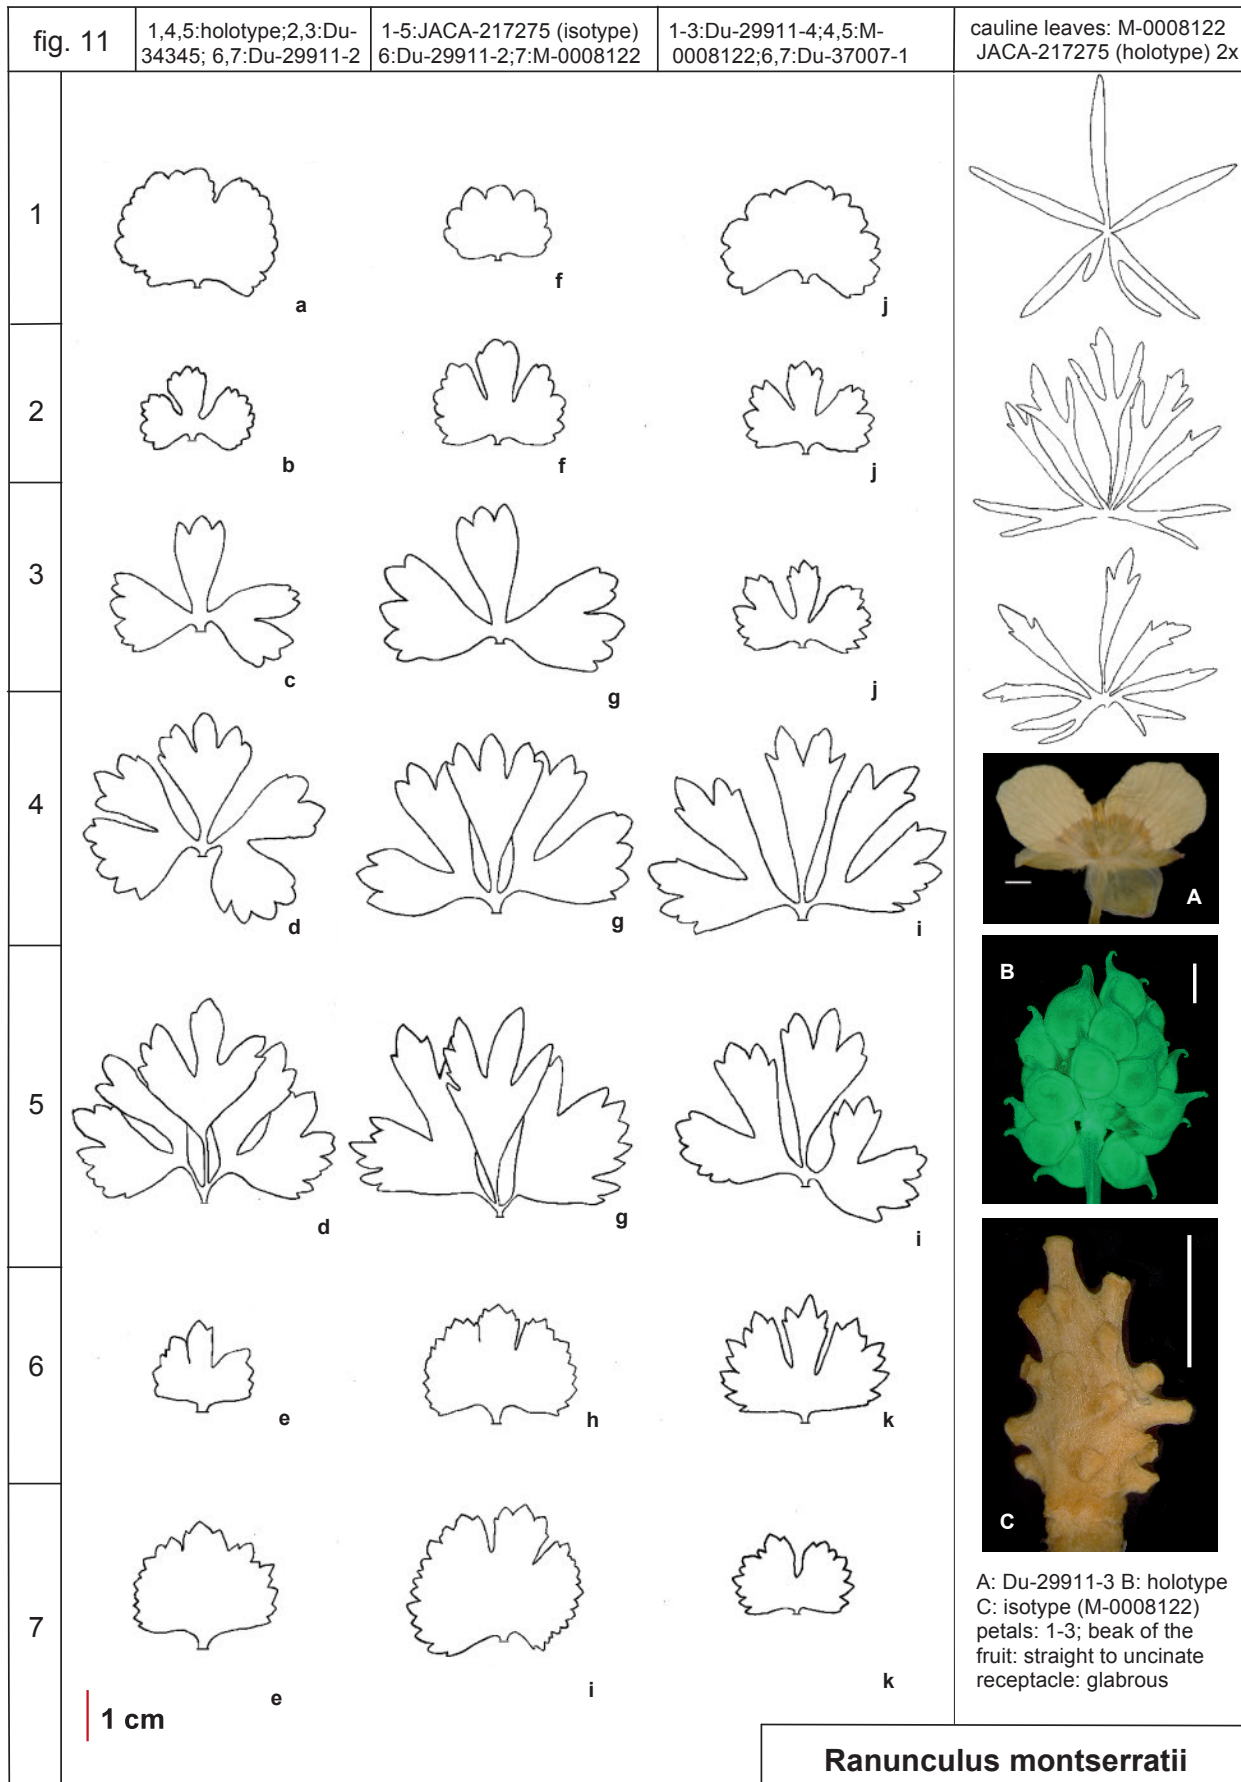 fig. 11
1,4,5:holotype;2,3:Du-
34345; 6,7:Du-29911-2
1-5:JACA-217275 (isotype)
6:Du-29911-2;7:M-0008122
1-3:Du-29911-4;4,5:M-
0008122;6,7:Du-37007-1
cauline leaves: M-0008122
JACA-217275 (holotype) 2x
1
a
f
j
2
b
f
j
3
c
g
j
4
d
g
i
5
d
g
i
6
e
h
k
7
e
i
k
1 cm
A
B
C
A: Du-29911-3 B: holotype
C: isotype (M-0008122)
petals: 1-3; beak of the
fruit: straight to uncinate
receptacle: glabrous
Ranunculus montserratii